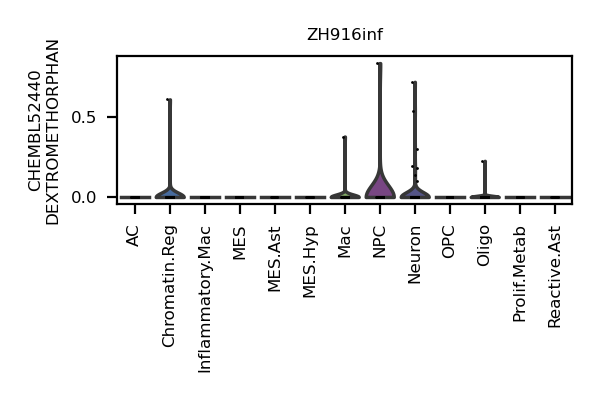 ZH916inf
CHEMBL52440
DEXTROMETHORPHAN
0.5
0.0
AC
Chromatin.Reg
Inflammatory.Mac
MES
MES.Ast
MES.Hyp
Mac
NPC
Neuron
OPC
Oligo
Prolif.Metab
Reactive.Ast